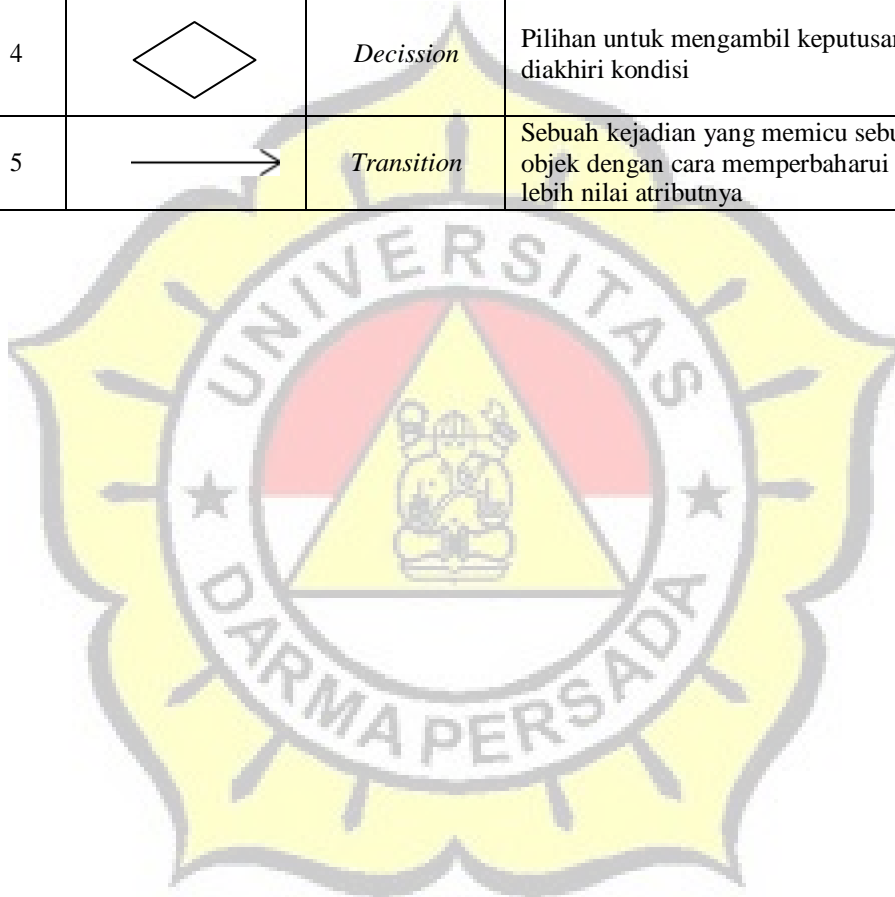 4
Decission
Pilihan untuk mengambil keputusan
diakhiri kondisi
5
Transition
Sebuah kejadian yang memicu
objek dengan cara memperbaharui
lebih nilai atributnya
UNIVERSITAS
DARMA PERSADA